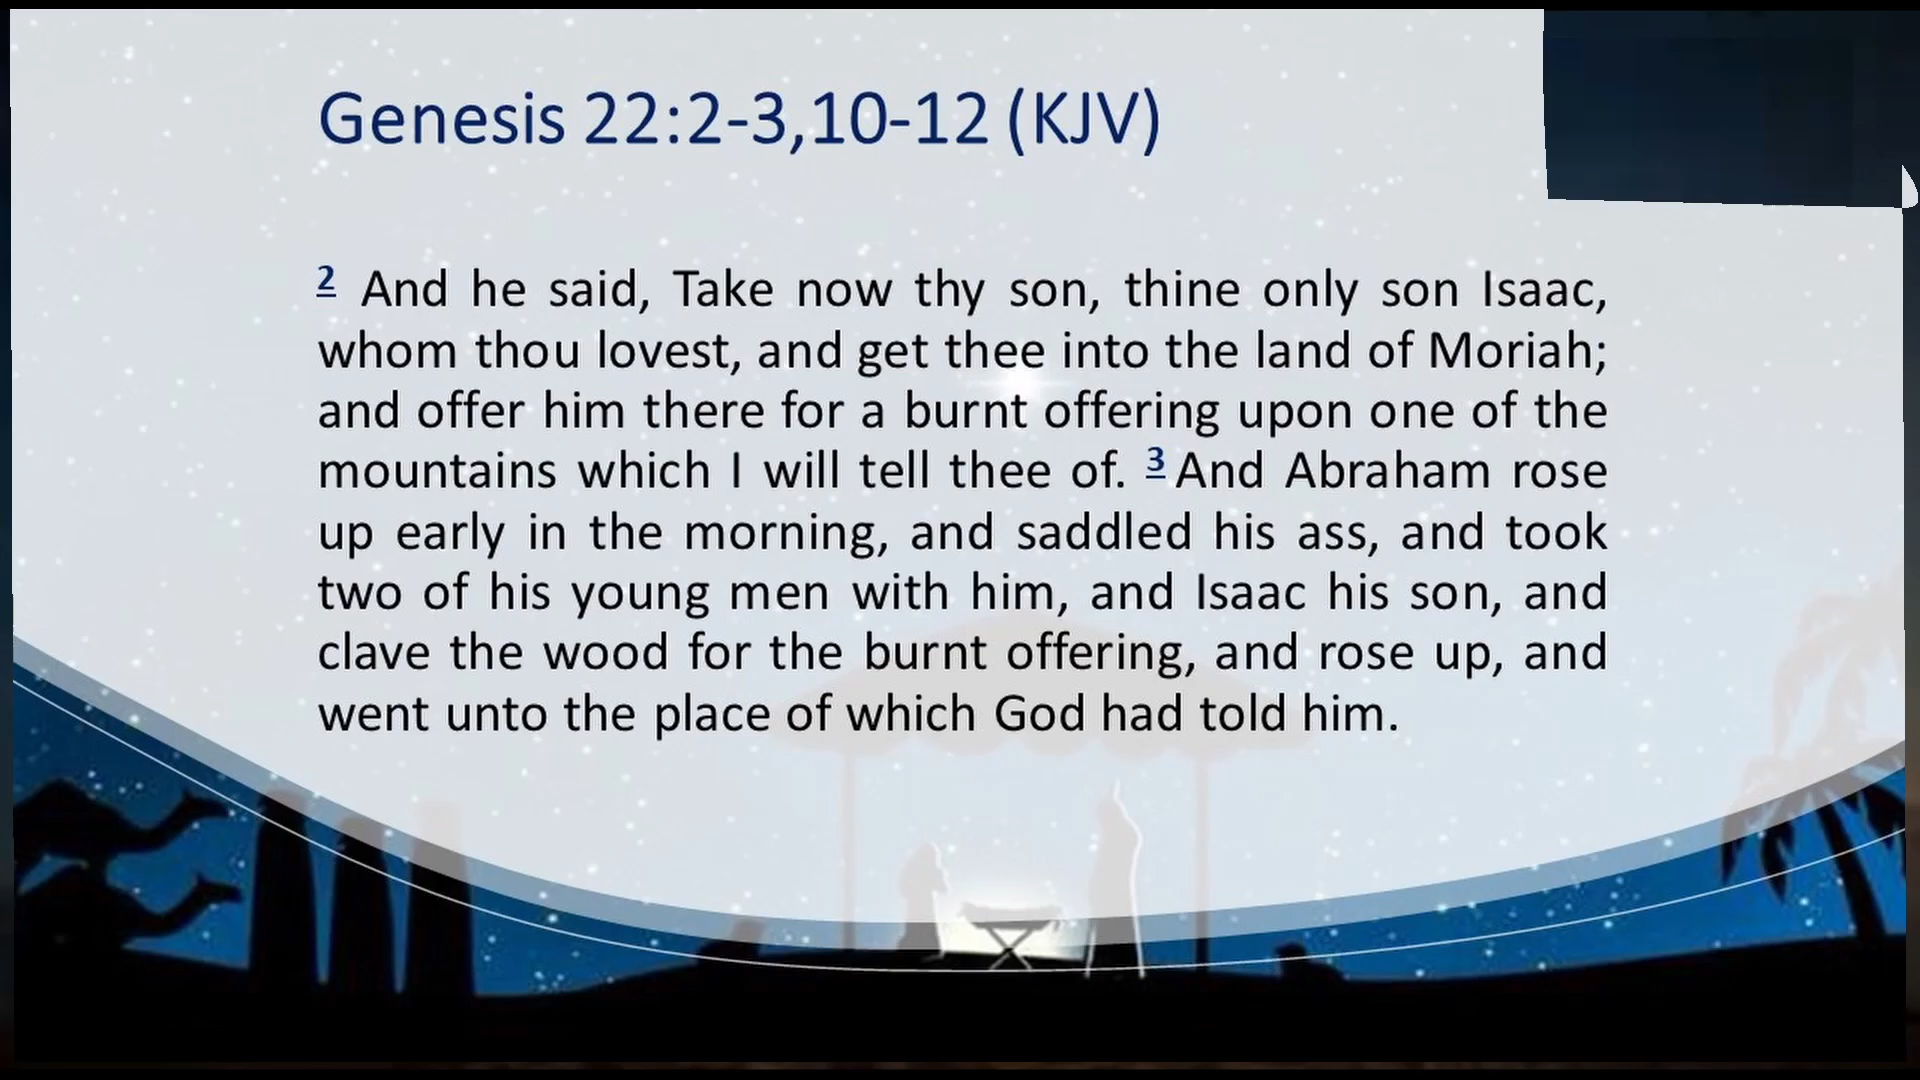 Genesis 22:2-3,10-12 (KJV)
2 And he said, Take now thy son, thine only son Isaac,
whom thou lovest, and get thee into the land of Moriah;
and offer him there for a burnt offering upon one of the
mountains which I will tell thee of. 3 And Abraham rose
up early in the morning, and saddled his ass, and took
two of his young men with him, and Isaac his son, and
clave the wood for the burnt offering, and rose up, and
went unto the place of which God had told him.